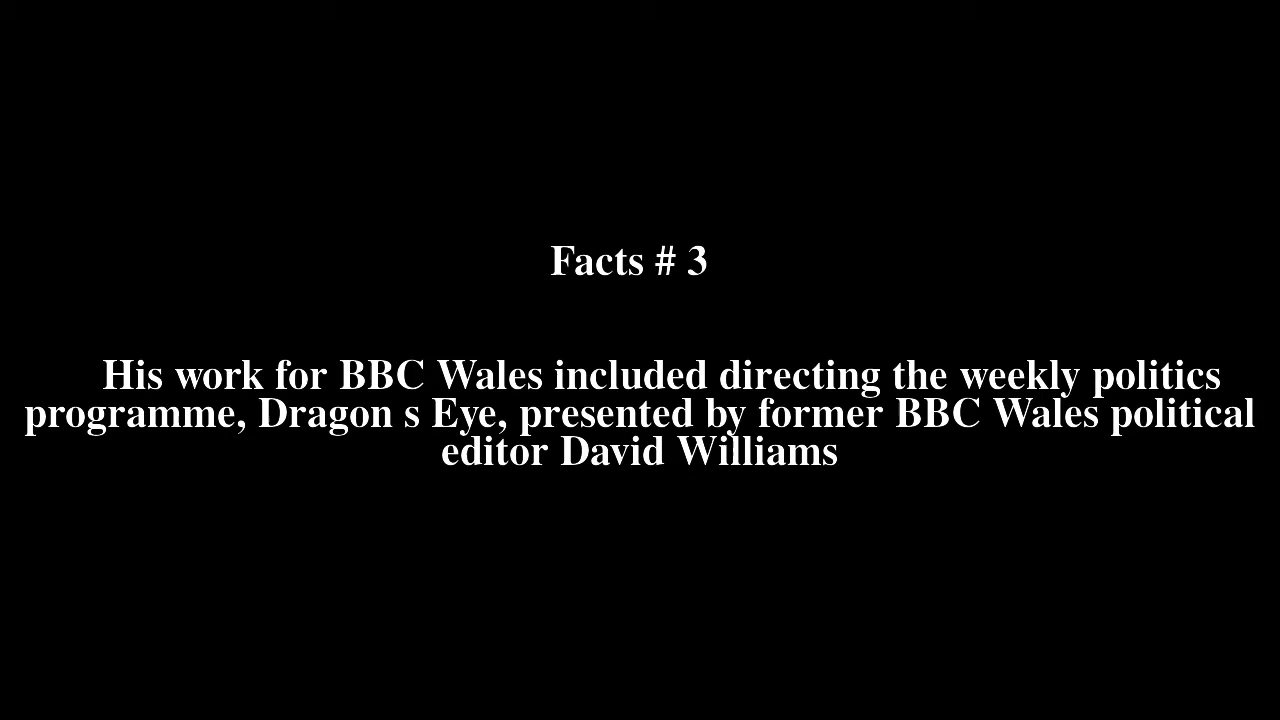 Facts # 3
His work for BBC Wales included directing the weekly politics
programme, Dragon s Eye, presented by former BBC Wales political
editor David Williams